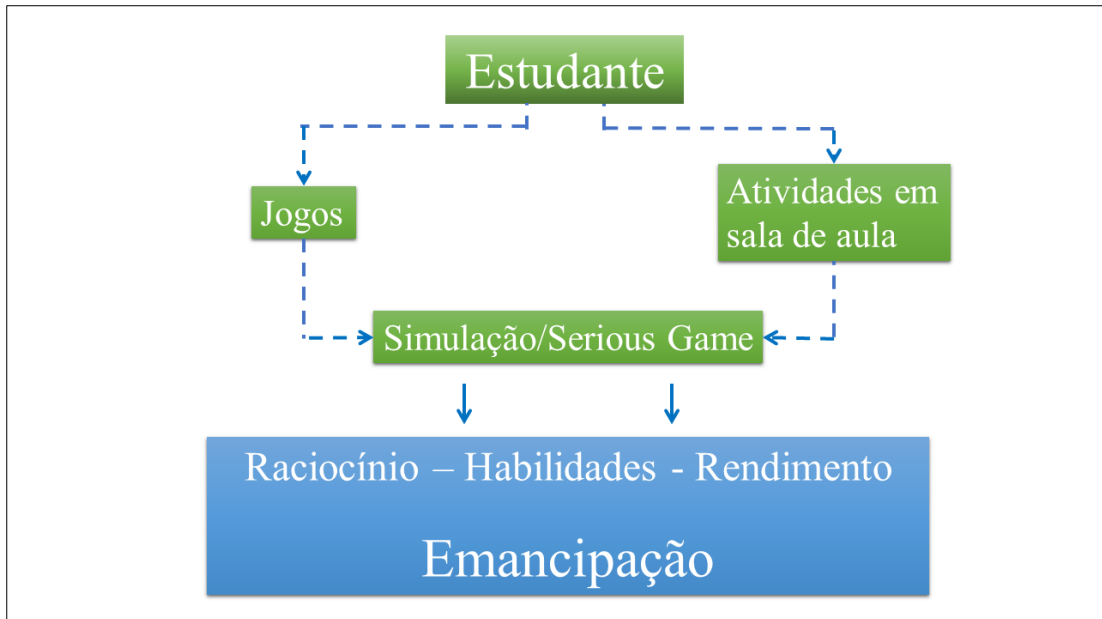 Estudante
Jogos
Atividades em
sala de aula
Simulação/Serious Game
Raciocínio – Habilidades - Rendimento
Emancipação